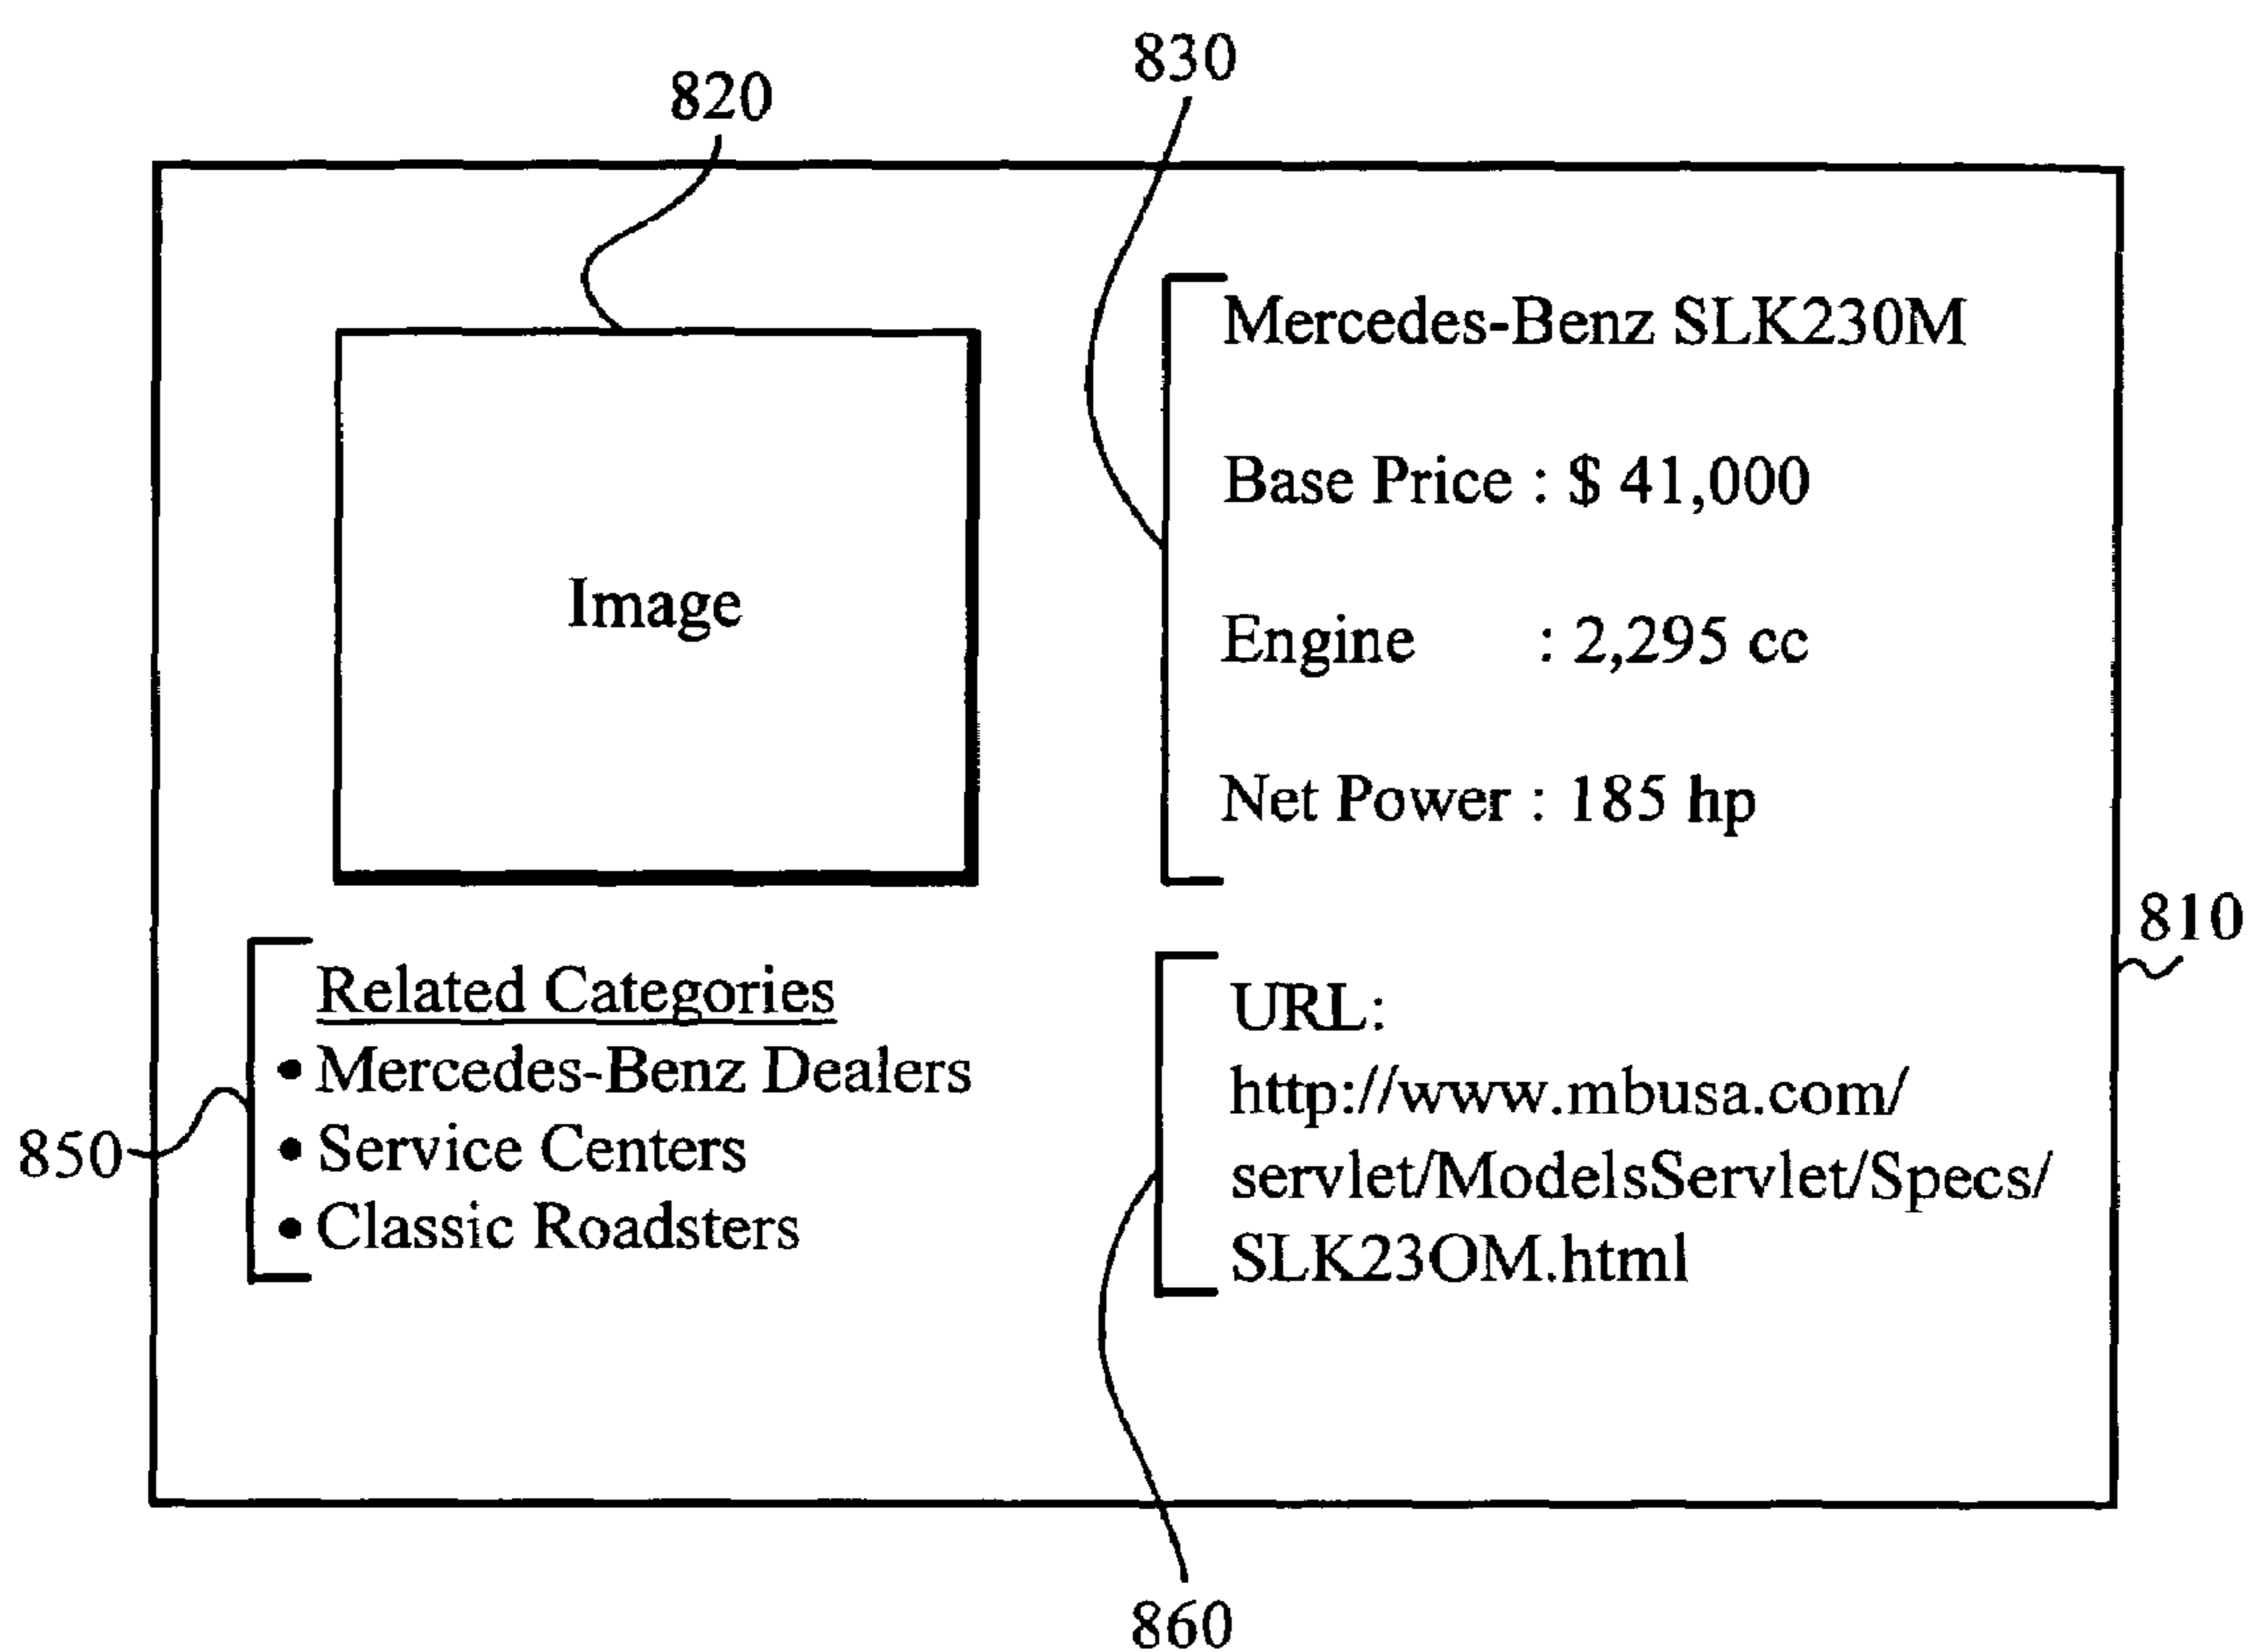 820
830
Mercedes-Benz SLK230M
Base Price : $ 41,000
Image
Engine : 2,295 cc
Net Power : 185 hp
810
Related Categories
• Mercedes-Benz Dealers
• Service Centers
• Classic Roadsters
850
URL:
http://www.mbusa.com/
servlet/ModelsServlet/Specs/
SLK23OM.html
860